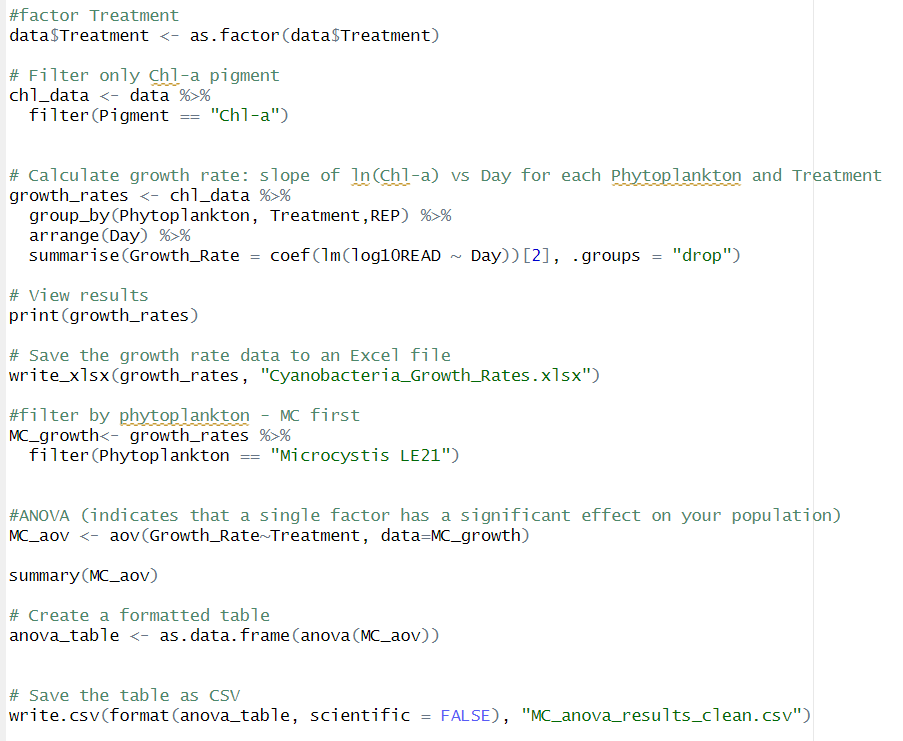 #factor Treatment
data$Treatment <- as.factor(data$Treatment)
# Filter only Chl-a pigment
chl_data <- data %>%
  filter(Pigment == "Chl-a")
# Calculate growth rate: slope of ln(Chl-a) vs Day for each Phytoplankton and Treatment
growth_rates <- chl_data %>%
  group_by(Phytoplankton, Treatment,REP) %>%
  arrange(Day) %>%
  summarise(Growth_Rate = coef(lm(log10READ ~ Day))[2], .groups = "drop")
# View results
print(growth_rates)
# Save the growth rate data to an Excel file
write_xlsx(growth_rates, "Cyanobacteria_Growth_Rates.xlsx")
#filter by phytoplankton - MC first
MC_growth<- growth_rates %>%
  filter(Phytoplankton == "Microcystis LE21")
#ANOVA (indicates that a single factor has a significant effect on your population)
MC_aov <- aov(Growth_Rate~Treatment, data=MC_growth)
summary(MC_aov)
# Create a formatted table
anova_table <- as.data.frame(anova(MC_aov))
# Save the table as CSV
write.csv(format(anova_table, scientific = FALSE), "MC_anova_results_clean.csv")